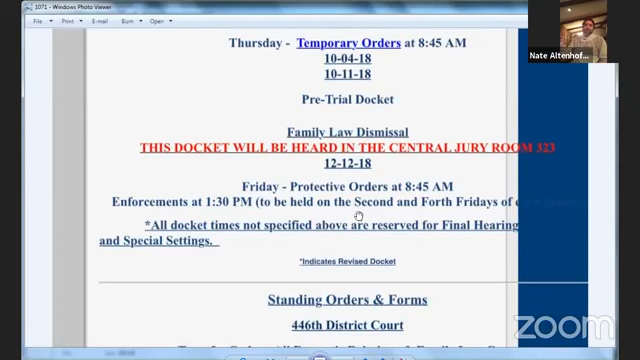 1071 - Windows Photo Viewer
File Print Burn Open
Thursday - Temporary Orders at 8:45 AM
10-04-18
10-11-18
Pre-Trial Docket
Family Law Dismissal
THIS DOCKET WILL BE HEARD IN THE CENTRAL JURY ROOM 323
12-12-18
Friday - Protective Orders at 8:45 AM
Enforcements at 1:30 PM (to be held on the Second and Forth Fridays of
*All docket times not specified above are reserved for Final Hearing
and Special Settings.
*Indicates Revised Docket
Standing Orders & Forms
446th District Court
Nate Altenhof...
zoom